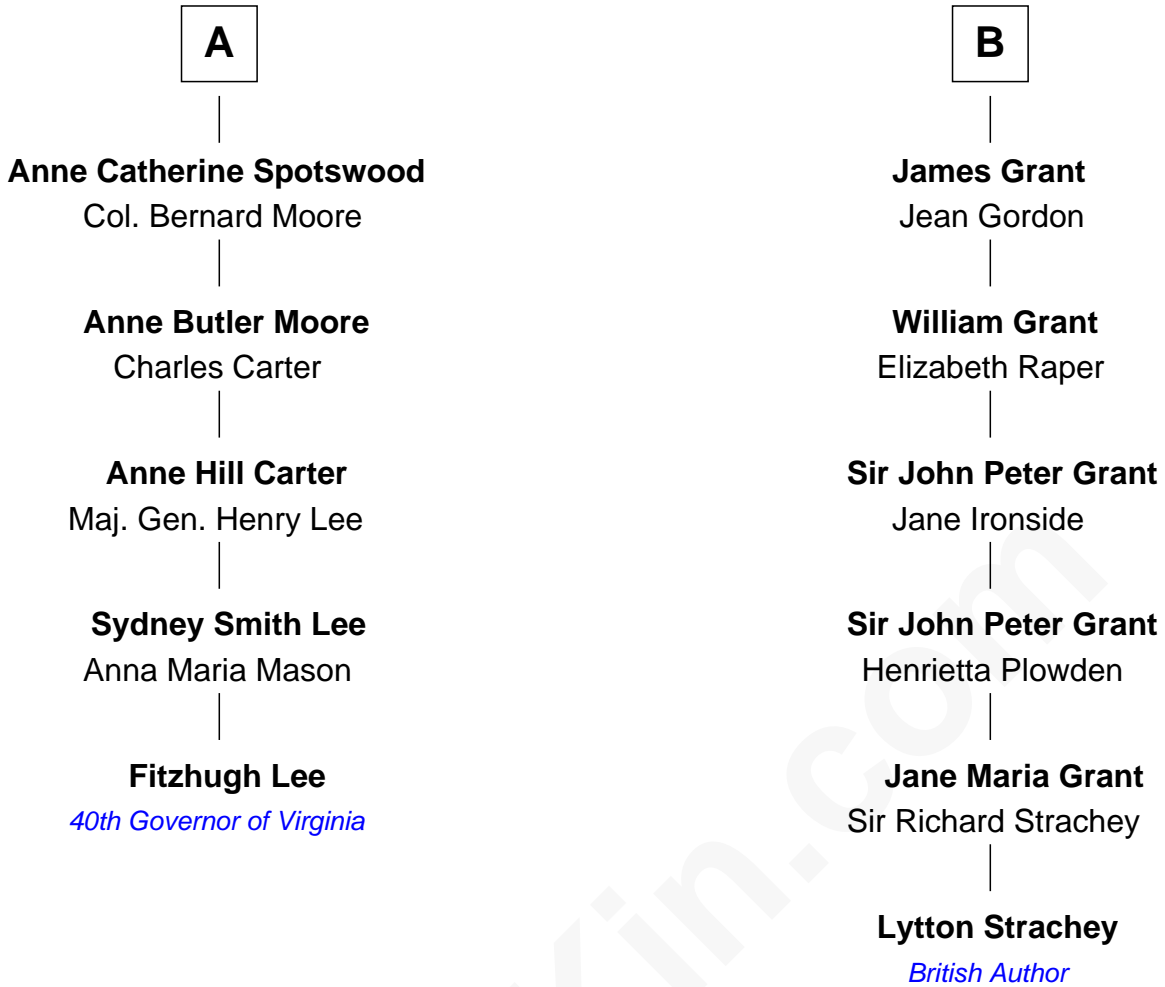 A
Anne Catherine Spotswood
Col. Bernard Moore
Anne Butler Moore
Charles Carter
Anne Hill Carter
Maj. Gen. Henry Lee
Sydney Smith Lee
Anna Maria Mason
Fitzhugh Lee
40th Governor of Virginia
B
James Grant
Jean Gordon
William Grant
Elizabeth Raper
Sir John Peter Grant
Jane Ironside
Sir John Peter Grant
Henrietta Plowden
Jane Maria Grant
Sir Richard Strachey
Lytton Strachey
British Author
Kin.com